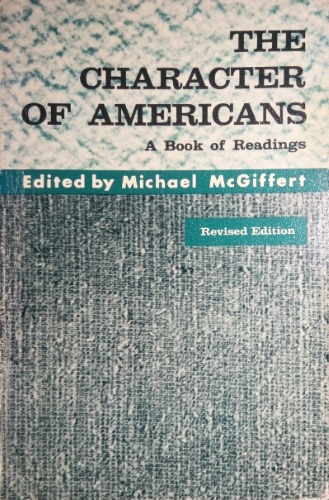 THE
CHARACTER
OF AMERICANS
A Book of Readings
Edited by Michael McGiffert
Revised Edition